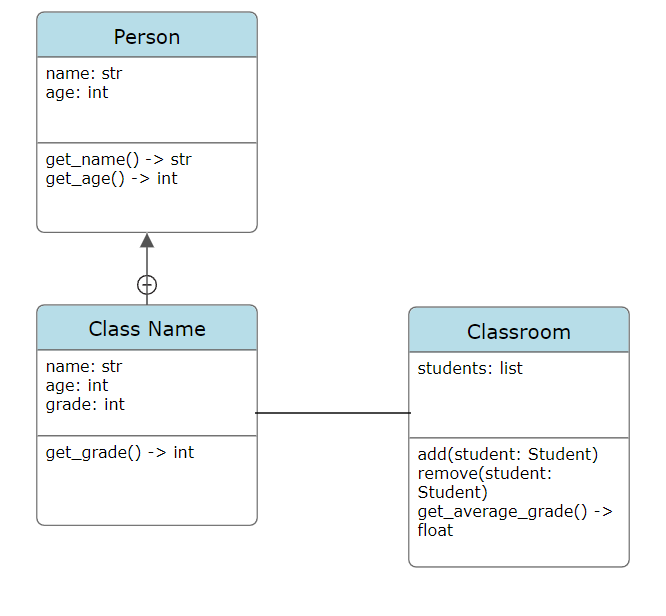 Person
name: str
age: int
get_name() -> str
get_age() -> int
Class Name
name: str
age: int
grade: int
get_grade() -> int
Classroom
students: list
add(student: Student)
remove(student:
Student)
get_average_grade() ->
float